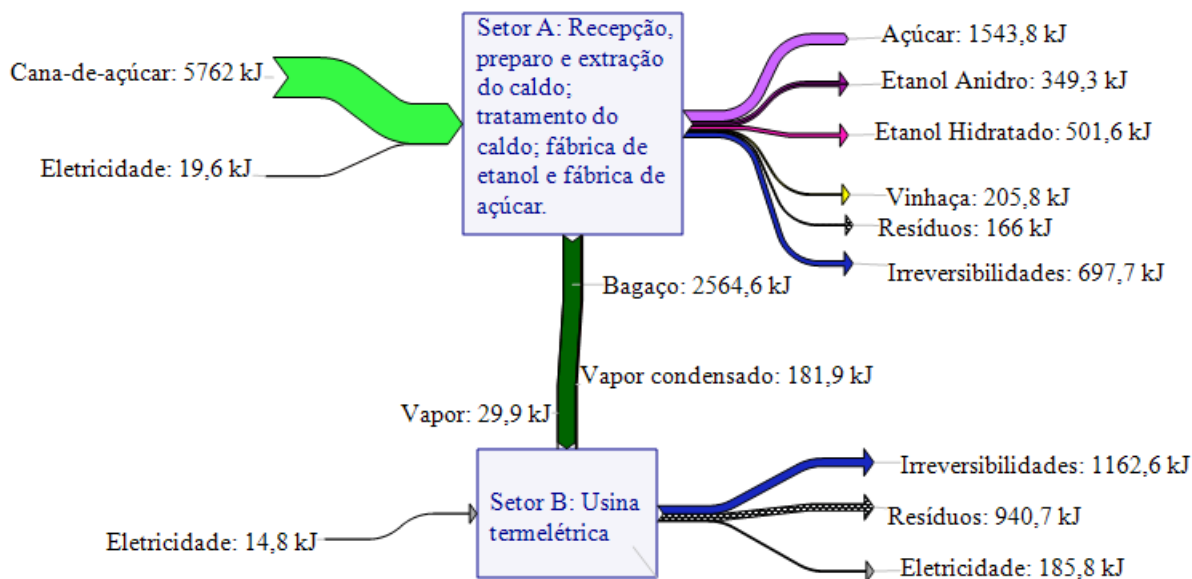 Setor A: Recepção,
preparo e extração
do caldo;
tratamento do
caldo; fábrica de
etanol e fábrica de
açúcar.
Cana-de-açúcar: 5762 kJ
Eletricidade: 19,6 kJ
Açúcar: 1543,8 kJ
Etanol Anidro: 349,3 kJ
Etanol Hidratado: 501,6 kJ
Vinhaça: 205,8 kJ
Resíduos: 166 kJ
Irreversibilidades: 697,7 kJ
Bagaço: 2564,6 kJ
Vapor condensado: 181,9 kJ
Vapor: 29,9 kJ
Setor B: Usina
termelétrica
Eletricidade: 14,8 kJ
Irreversibilidades: 1162,6 kJ
Resíduos: 940,7 kJ
Eletricidade: 185,8 kJ